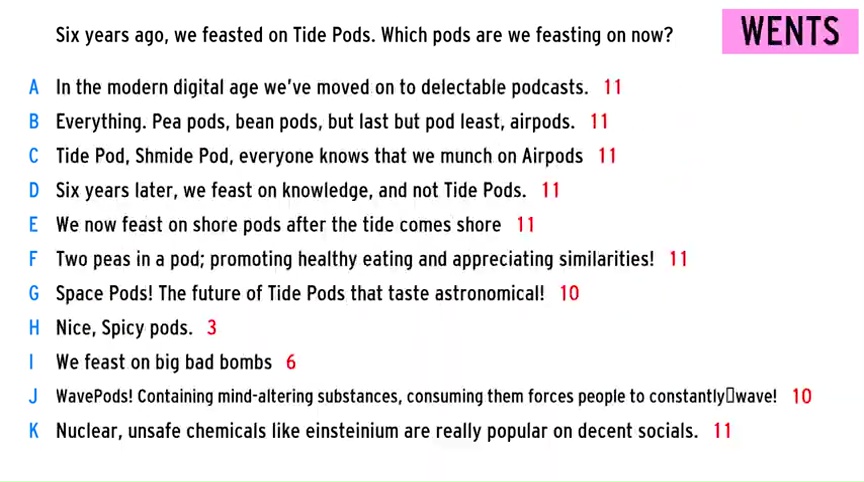 Six years ago, we feasted on Tide Pods. Which pods are we feasting on now?
WENTS
A In the modern digital age we've moved on to delectable podcasts. 11
B Everything. Pea pods, bean pods, but last but pod least, airpods. 11
C Tide Pod, Shmide Pod, everyone knows that we munch on Airpods 11
D Six years later, we feast on knowledge, and not Tide Pods. 11
E We now feast on shore pods after the tide comes shore 11
F Two peas in a pod; promoting healthy eating and appreciating similarities! 11
G Space Pods! The future of Tide Pods that taste astronomical! 10
H Nice, Spicy pods. 3
I We feast on big bad bombs 6
J WavePods! Containing mind-altering substances, consuming them forces people to constantly▯wave! 10
K Nuclear, unsafe chemicals like einsteinium are really popular on decent socials. 11